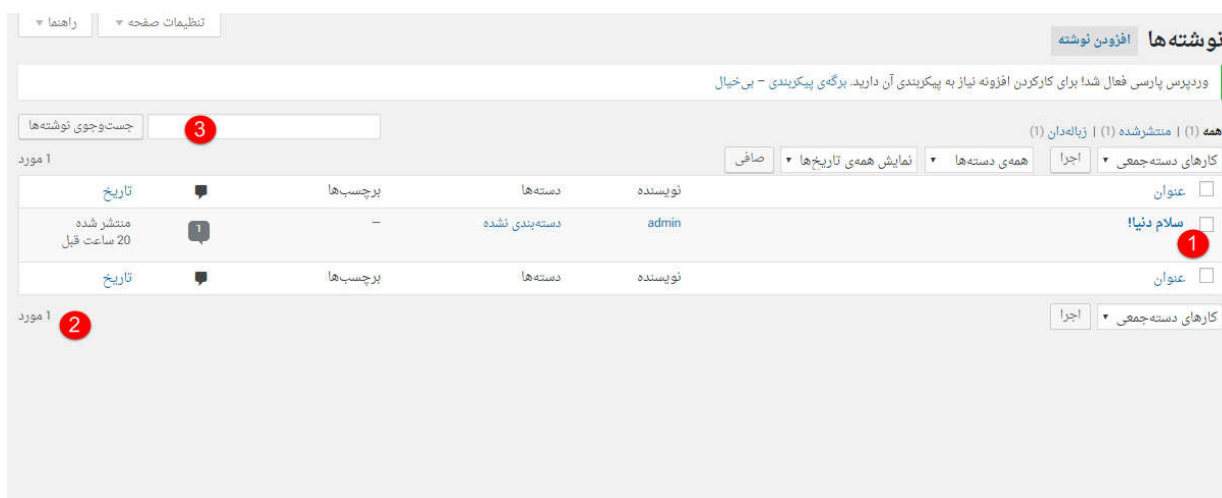 تنظیمات صفحه راهنما
نوشته‌ها افزودن نوشته
وردپرس پارسی فعال شد! برای کارکردن افزونه نیاز به پیکربندی آن دارید. برگه‌ی پیکربندی – بی‌خیال
همه (1) | منتشرشده (1) | زباله‌دان (1)
3 جست‌وجوی نوشته‌ها
کارهای دسته‌جمعی اجرا همه‌ی دسته‌ها نمایش همه‌ی تاریخ‌ها صافی 1 مورد
عنوان نویسنده دسته‌ها برچسب‌ها تاریخ
سلام دنیا! admin دسته‌بندی نشده – 1 منتشر شده
1 20 ساعت قبل
عنوان نویسنده دسته‌ها برچسب‌ها تاریخ
کارهای دسته‌جمعی اجرا 2 1 مورد